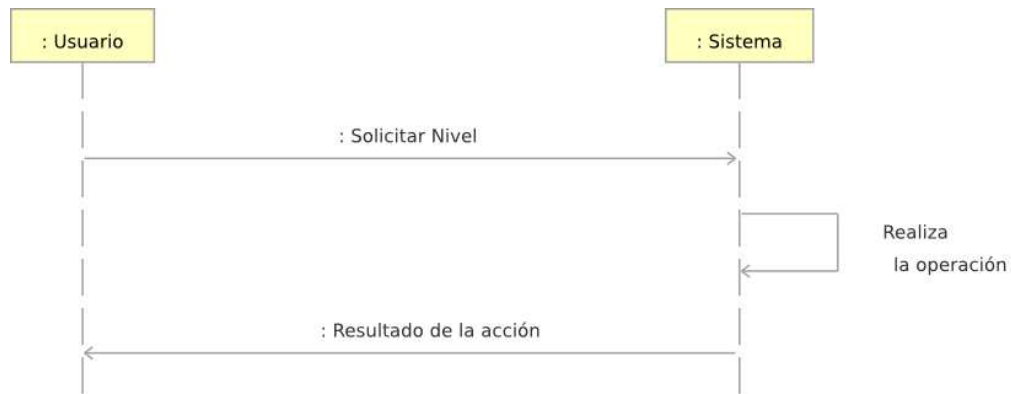 : Usuario
: Sistema
: Solicitar Nivel
Realiza
la operación
: Resultado de la acción